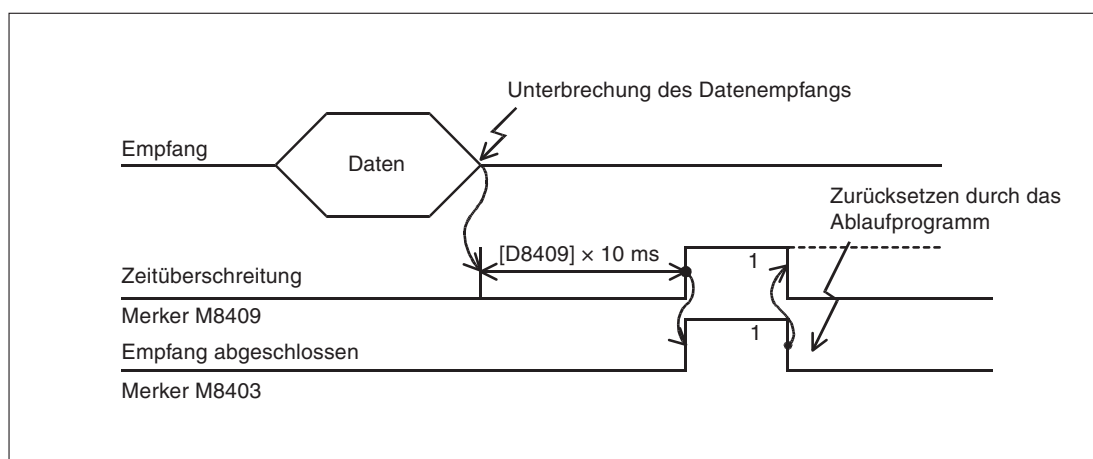 Unterbrechung des Datenempfangs
Empfang
Daten
Zurücksetzen durch das
Ablaufprogramm
[D8409] × 10 ms
Zeitüberschreitung
1
Merker M8409
Empfang abgeschlossen
1
Merker M8403